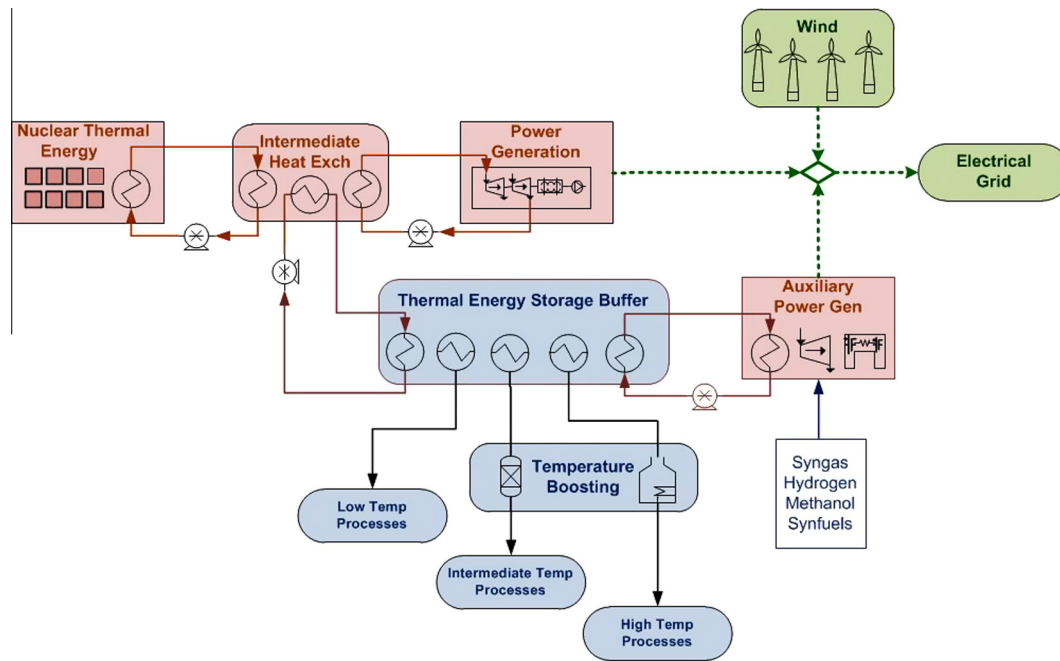 Wind
Nuclear Thermal
Energy
Intermediate
Heat Exch
Power
Generation
Electrical
Grid
Thermal Energy Storage Buffer
Auxiliary
Power Gen
Temperature
Boosting
Syngas
Hydrogen
Methanol
Synfuels
Low Temp
Processes
Intermediate Temp
Processes
High Temp
Processes